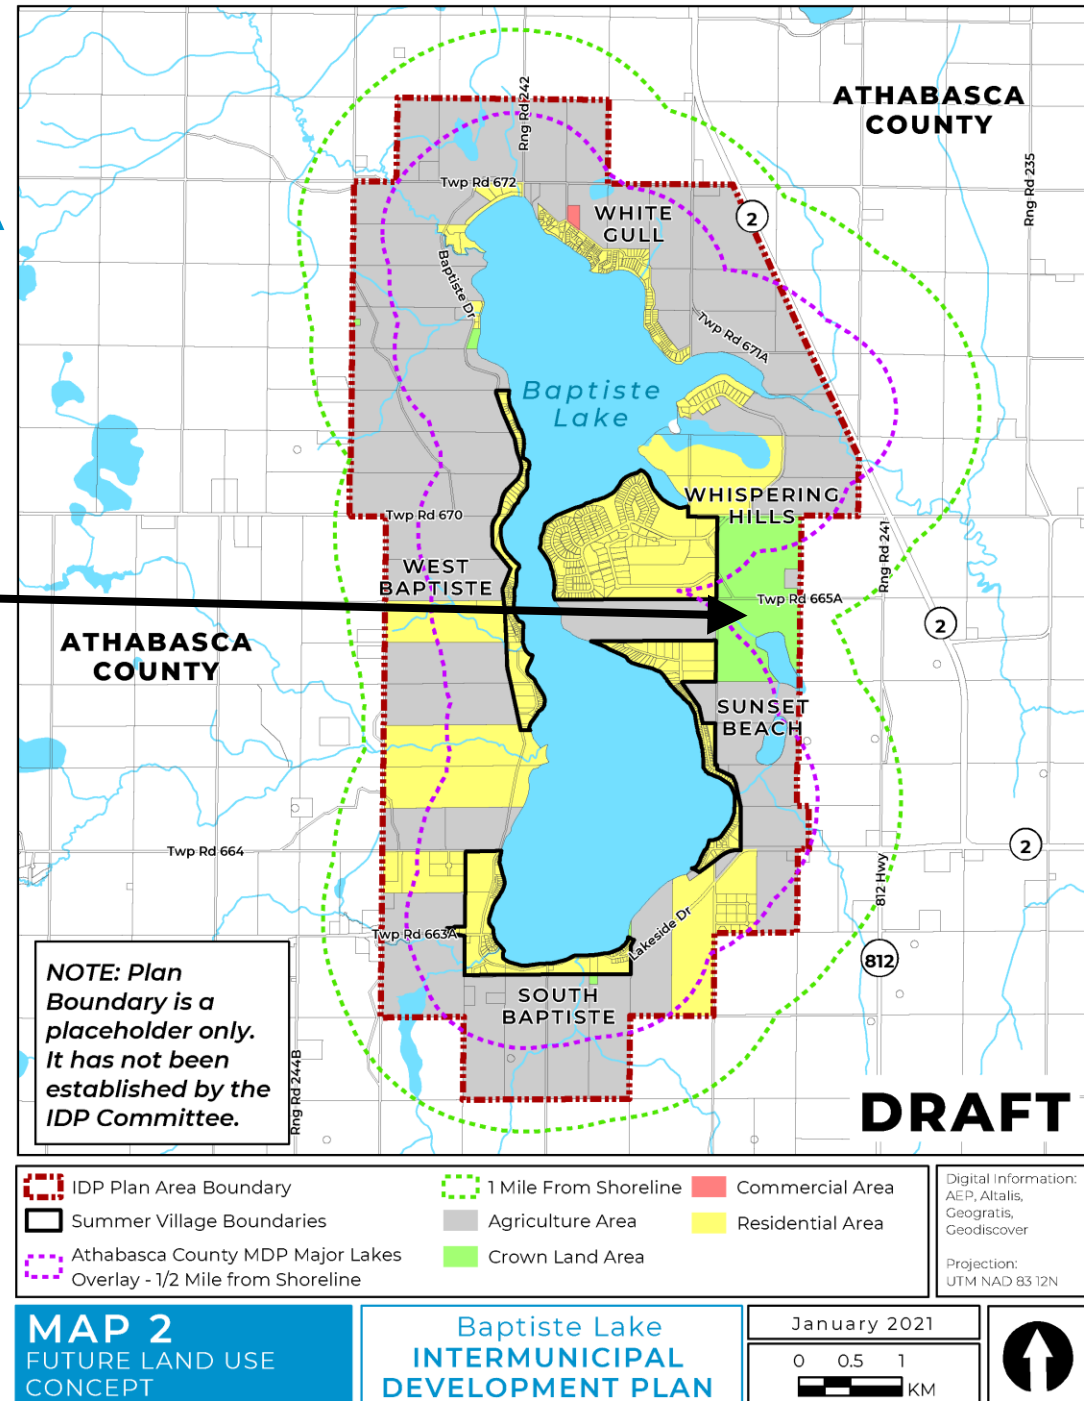 A
ATHABASCA
COUNTY
Rng Rd 242
Rng Rd 235
Twp Rd 672
WHITE
GULL
2
Baptiste Dr
Twp Rd 671A
Baptiste
Lake
WHISPERING
HILLS
Twp Rd 670
Rng Rd 241
WEST
BAPTISTE
Twp Rd 665A
2
ATHABASCA
COUNTY
SUNSET
BEACH
Twp Rd 664
2
812 Hwy
Twp Rd 663A
Lakeside Dr
812
SOUTH
BAPTISTE
Rng Rd 244B
NOTE: Plan
Boundary is a
placeholder only.
It has not been
established by the
IDP Committee.
DRAFT
IDP Plan Area Boundary
Summer Village Boundaries
Athabasca County MDP Major Lakes
Overlay - 1/2 Mile from Shoreline
1 Mile From Shoreline
Agriculture Area
Crown Land Area
Commercial Area
Residential Area
Digital Information:
AEP, Altalis,
Geogratis,
Geodiscover
Projection:
UTM NAD 83 12N
MAP 2
FUTURE LAND USE
CONCEPT
Baptiste Lake
INTERMUNICIPAL
DEVELOPMENT PLAN
January 2021
0 0.5 1
KM